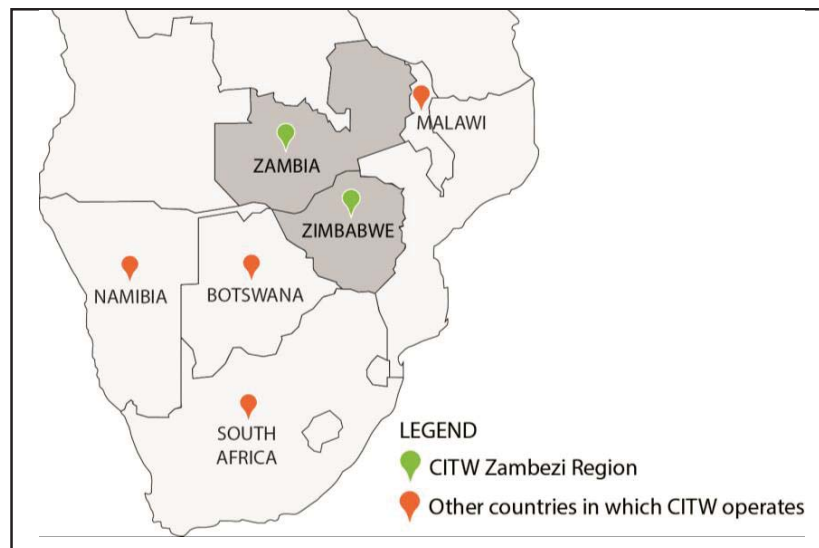 MALAWI
ZAMBIA
ZIMBABWE
NAMIBIA
BOTSWANA
SOUTH
AFRICA
LEGEND
CITW Zambezi Region
Other countries in which CITW operates